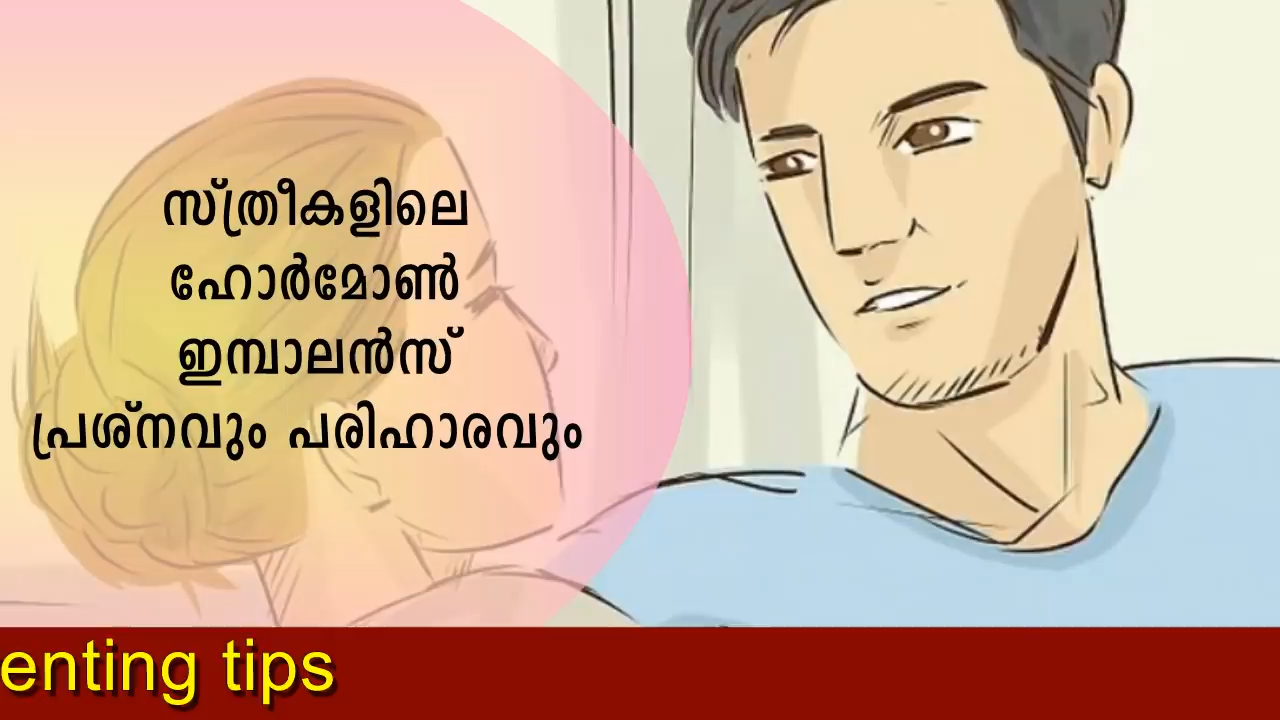 സ്ത്രീകളിലെ
ഹോർമോൺ
ഇമ്പാലൻസ്
പ്രശ്നവും പരിഹാരവും
enting tips